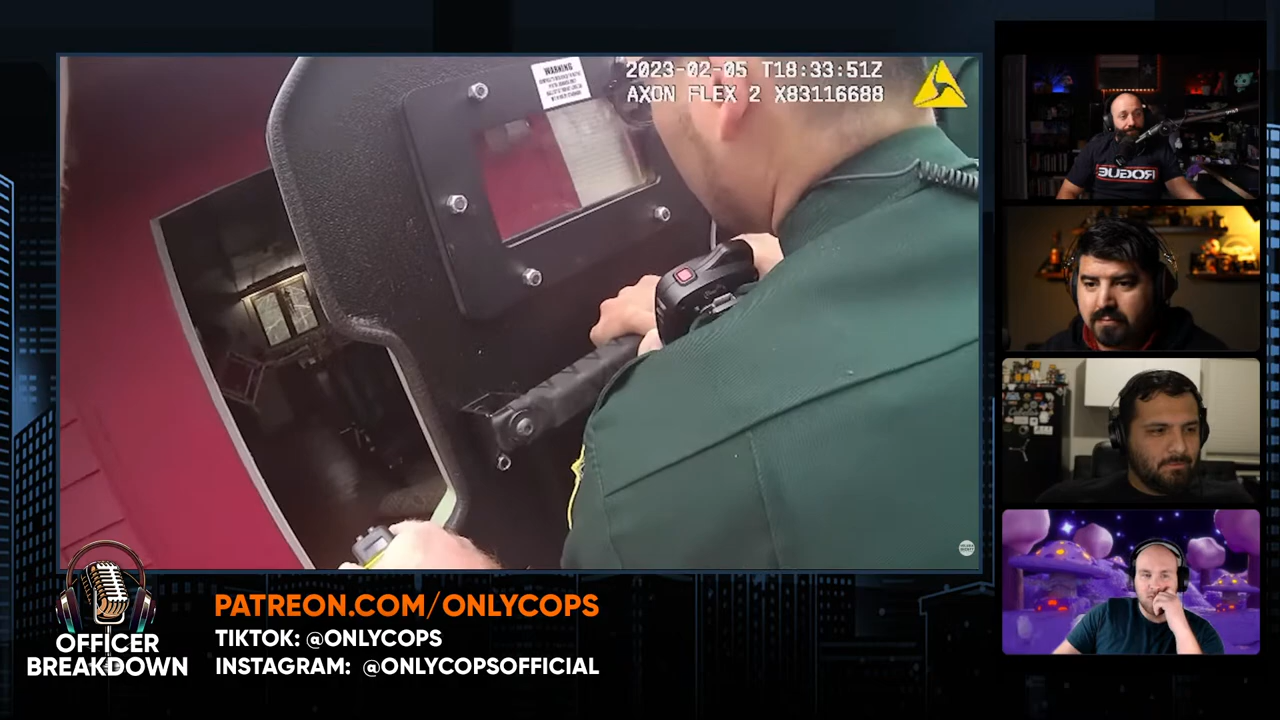 WARNING
2023-02-05 T18:33:51Z
AXON FLEX 2 X83116688
PATREON.COM/ONLYCOPS
TIKTOK: @ONLYCOPS
INSTAGRAM: @ONLYCOPSOFFICIAL
OFFICER
BREAKDOWN
ROGUE